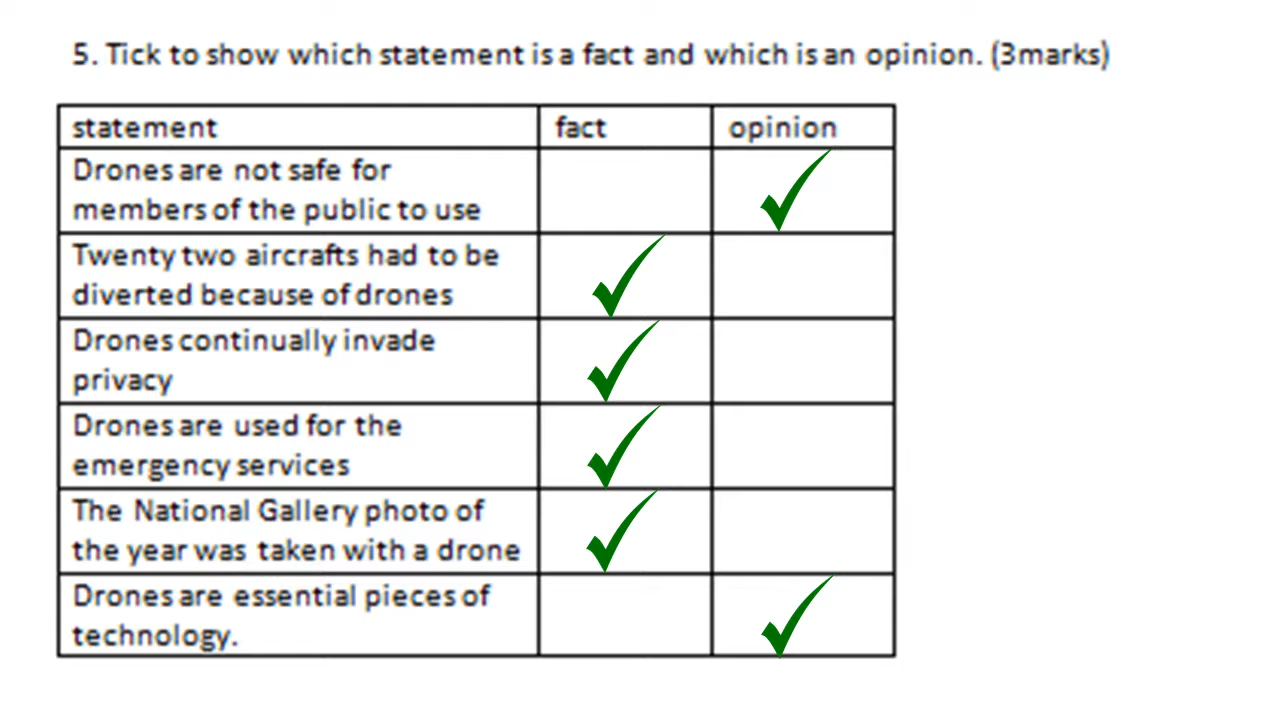 5. Tick to show which statement is a fact and which is an opinion. (3marks)
statement fact opinion
Drones are not safe for
members of the public to use
Twenty two aircrafts had to be
diverted because of drones
Drones continually invade
privacy
Drones are used for the
emergency services
The National Gallery photo of
the year was taken with a drone
Drones are essential pieces of
technology.